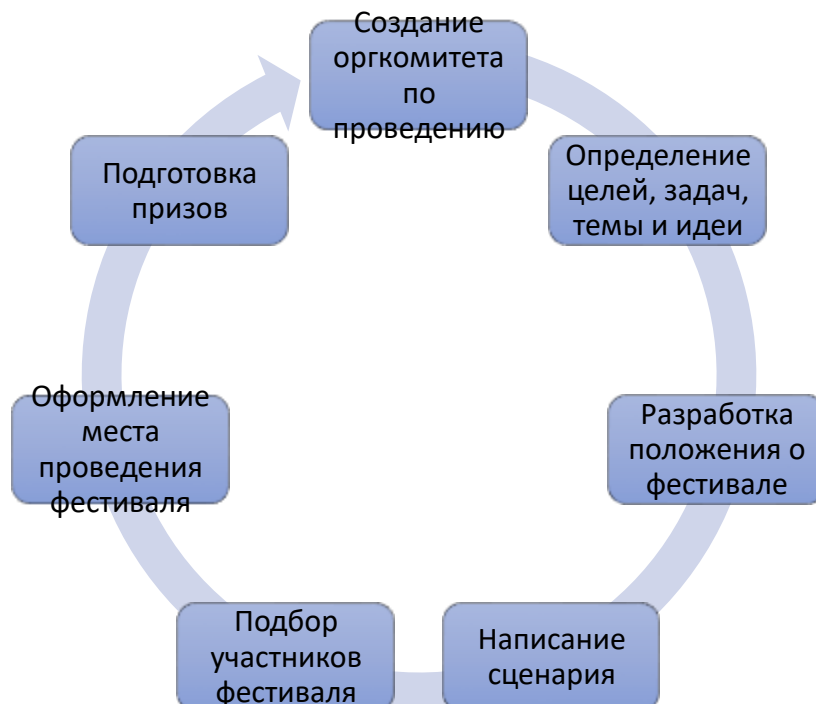 Создание
оргкомитета
по
проведению
Определение
целей, задач,
темы и идеи
Разработка
положения о
фестивале
Написание
сценария
Подбор
участников
фестиваля
Оформление
места
проведения
фестиваля
Подготовка
призов